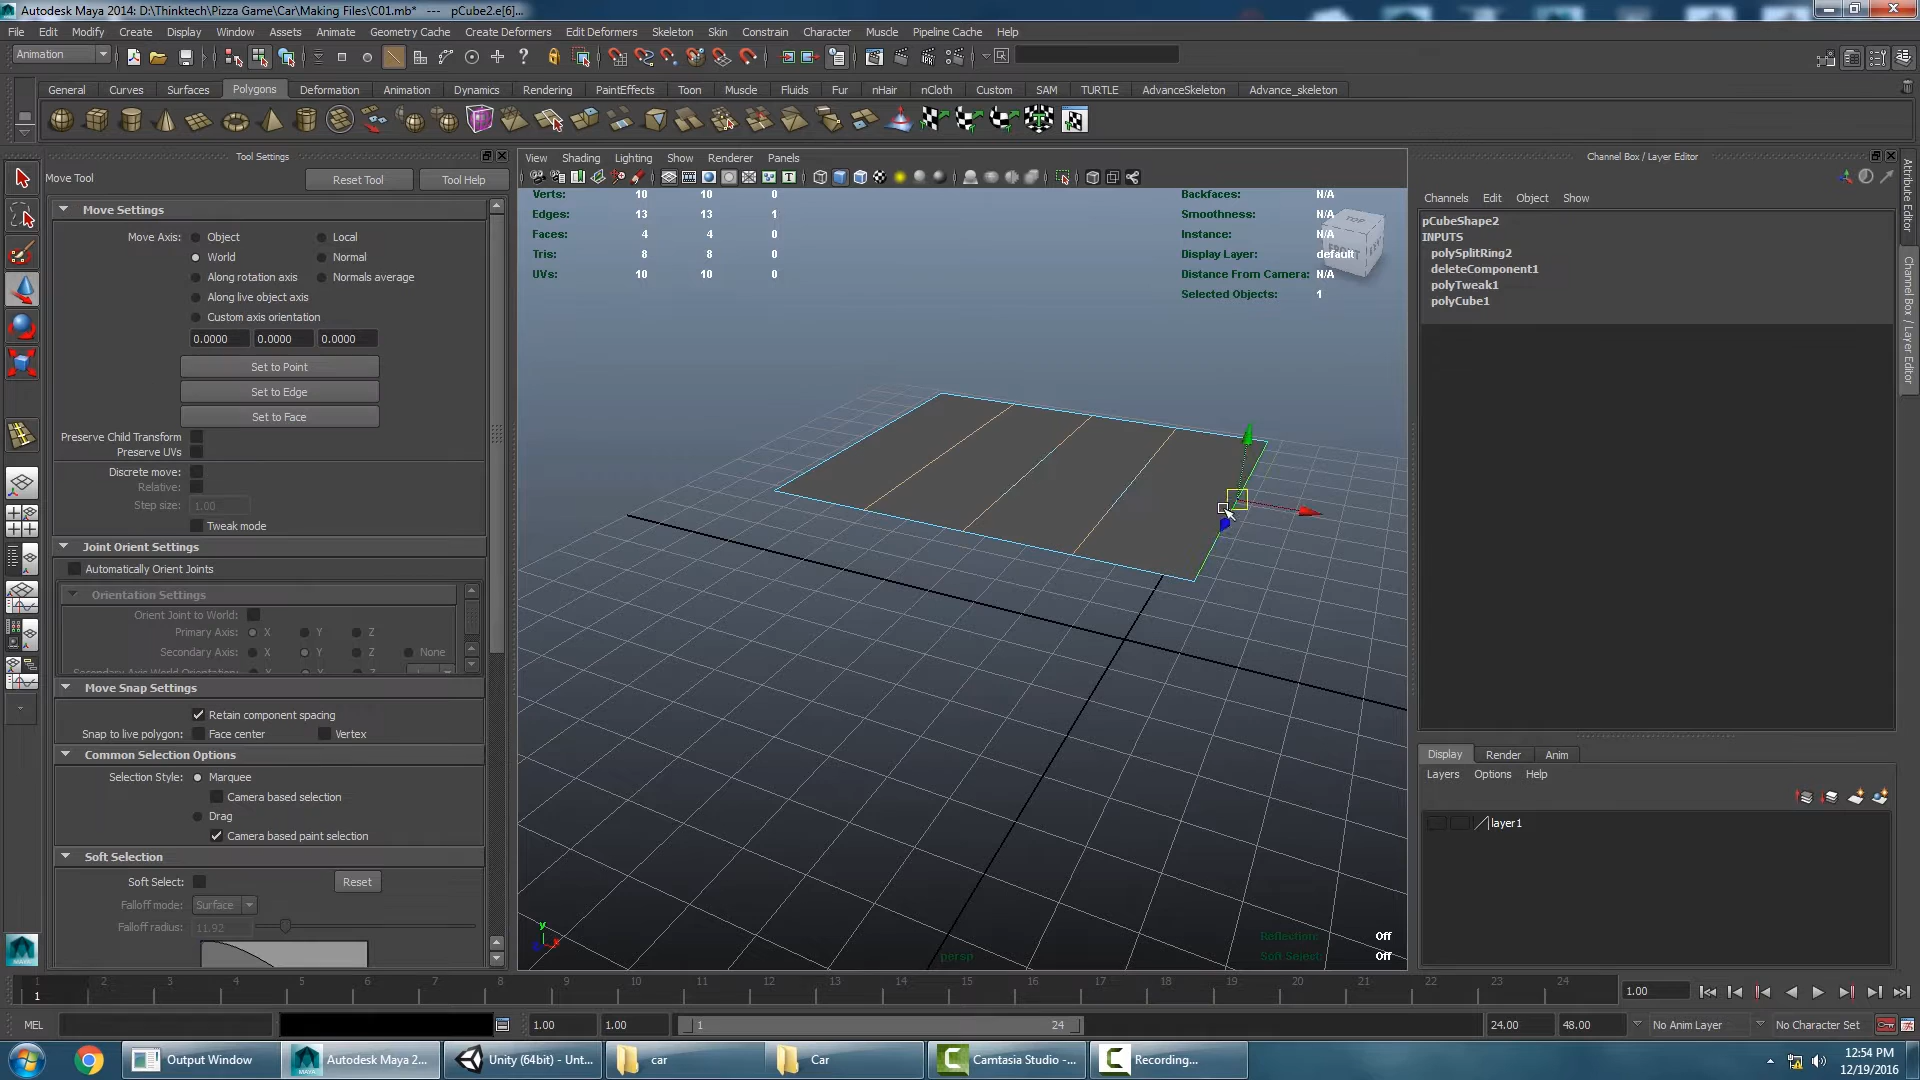 Autodesk Maya 2014: D:\Thinktech\Pizza Game\Car\Making Files\C01.mb* --- pCube2.e[6]...
File Edit Modify Create Display Window Assets Animate Geometry Cache Create Deformers Edit Deformers Skeleton Skin Constrain Character Muscle Pipeline Cache Help
Animation
General Curves Surfaces Polygons Deformation Animation Dynamics Rendering PaintEffects Toon Muscle Fluids Fur nHair nCloth Custom SAM TURTLE AdvanceSkeleton Advance_skeleton
Tool Settings
Move Tool Reset Tool Tool Help
Move Settings
Move Axis: Object Local
World Normal
Along rotation axis Normals average
Along live object axis
Custom axis orientation
0.0000 0.0000 0.0000
Set to Point
Set to Edge
Set to Face
Preserve Child Transform
Preserve UVs
Discrete move:
Relative:
Step size: 1.00
Tweak mode
Joint Orient Settings
Automatically Orient Joints
Orientation Settings
Orient Joint to World:
Primary Axis: X Y Z
Secondary Axis: X Y Z None
Secondary Axis World Orientation: X Y Z
Move Snap Settings
Retain component spacing
Snap to live polygon: Face center Vertex
Common Selection Options
Selection Style: Marquee
Camera based selection
Drag
Camera based paint selection
Soft Selection
Soft Select: Reset
Falloff mode: Surface
Falloff radius: 11.92
View Shading Lighting Show Renderer Panels
Verts: 10 10 0
Edges: 13 13 1
Faces: 4 4 0
Tris: 8 8 0
UVs: 10 10 0
Backfaces: N/A
Smoothness: N/A
Instance: N/A
Display Layer: default
Distance From Camera: N/A
Selected Objects: 1
TOP
FRONT
persp
Reflection: Off
Soft Select: Off
y
Channel Box / Layer Editor
Channels Edit Object Show
pCubeShape2
INPUTS
polySplitRing2
deleteComponent1
polyTweak1
polyCube1
Attribute Editor
Channel Box / Layer Editor
Display Render Anim
Layers Options Help
layer1
1 2 3 4 5 6 7 8 9 10 11 12 13 14 15 16 17 18 19 20 21 22 23 24
1
1.00
MEL
1.00 1.00 1 24 24.00 48.00 No Anim Layer No Character Set
Output Window Autodesk Maya 2... Unity (64bit) - Unt... car Car Camtasia Studio -... Recording...
12:54 PM
12/19/2016